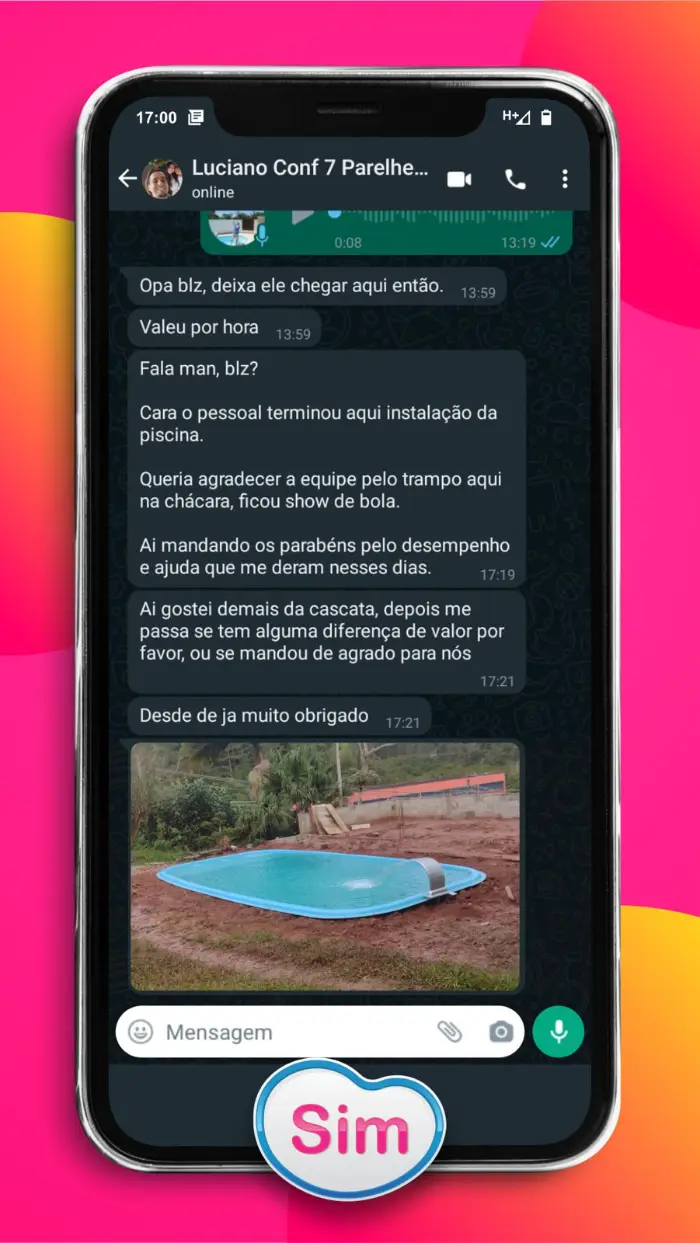 17:00
H+
Luciano Conf 7 Parelhe...
online
0:08
13:19
Opa blz, deixa ele chegar aqui então.
13:59
Valeu por hora
13:59
Fala man, blz?
Cara o pessoal terminou aqui instalação da
piscina.
Queria agradecer a equipe pelo trampo aqui
na chácara, ficou show de bola.
Ai mandando os parabéns pelo desempenho
e ajuda que me deram nesses dias.
17:19
Ai gostei demais da cascata, depois me
passa se tem alguma diferença de valor por
favor, ou se mandou de agrado para nós
17:21
Desde de ja muito obrigado
17:21
Mensagem
Sim